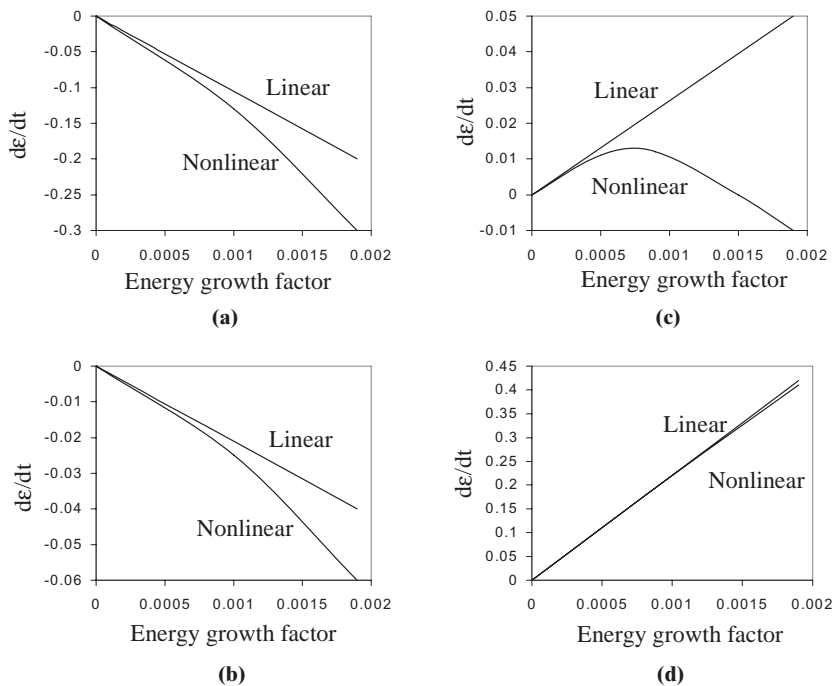 0
-0.05
-0.1
-0.15
-0.2
-0.25
-0.3
dε/dt
Linear
Nonlinear
0 0.0005 0.001 0.0015 0.002
Energy growth factor
(a)
0.05
0.04
0.03
0.02
0.01
0
-0.01
dε/dt
Linear
Nonlinear
0 0.0005 0.001 0.0015 0.002
Energy growth factor
(c)
0
-0.01
-0.02
-0.03
-0.04
-0.05
-0.06
dε/dt
Linear
Nonlinear
0 0.0005 0.001 0.0015 0.002
Energy growth factor
(b)
0.45
0.4
0.35
0.3
0.25
0.2
0.15
0.1
0.05
0
dε/dt
Linear
Nonlinear
0 0.0005 0.001 0.0015 0.002
Energy growth factor
(d)